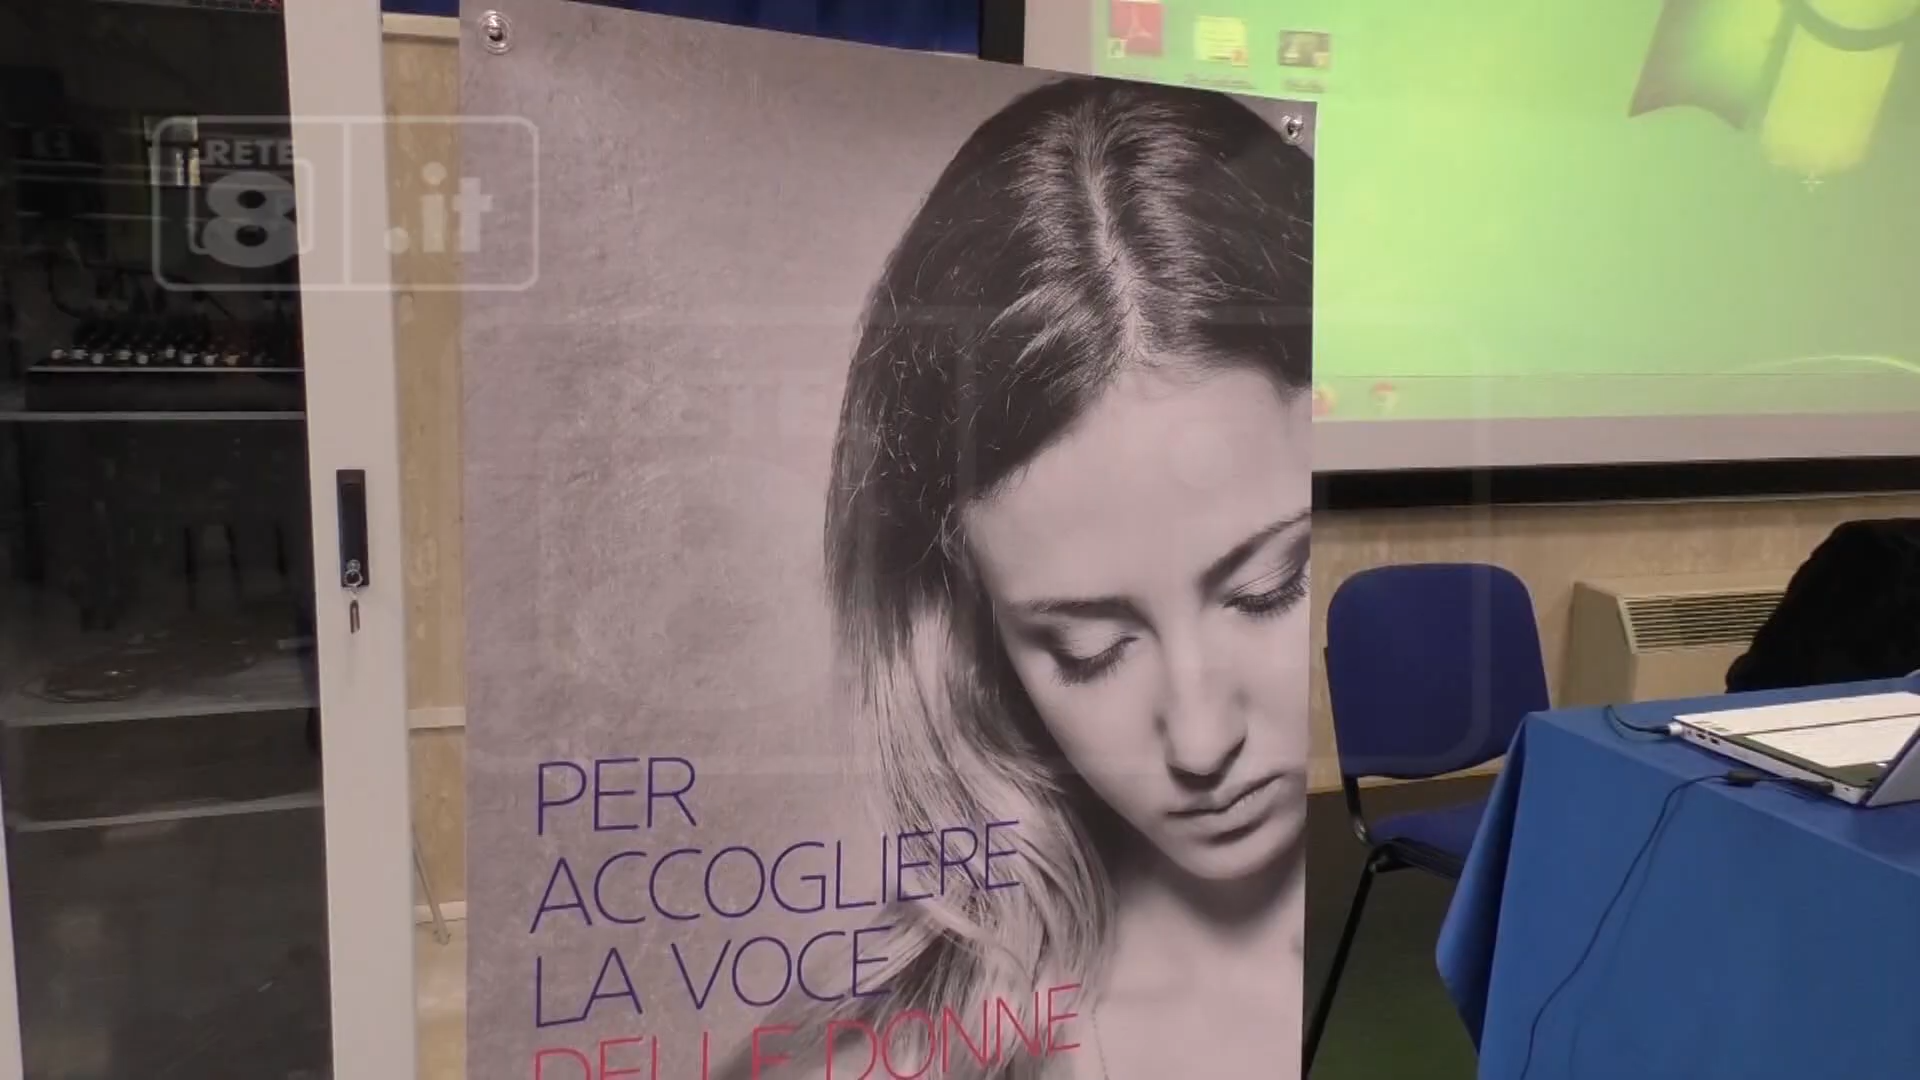 RETE
8 .it
PER
ACCOGLIERE
LA VOCE
DELLE DONNE